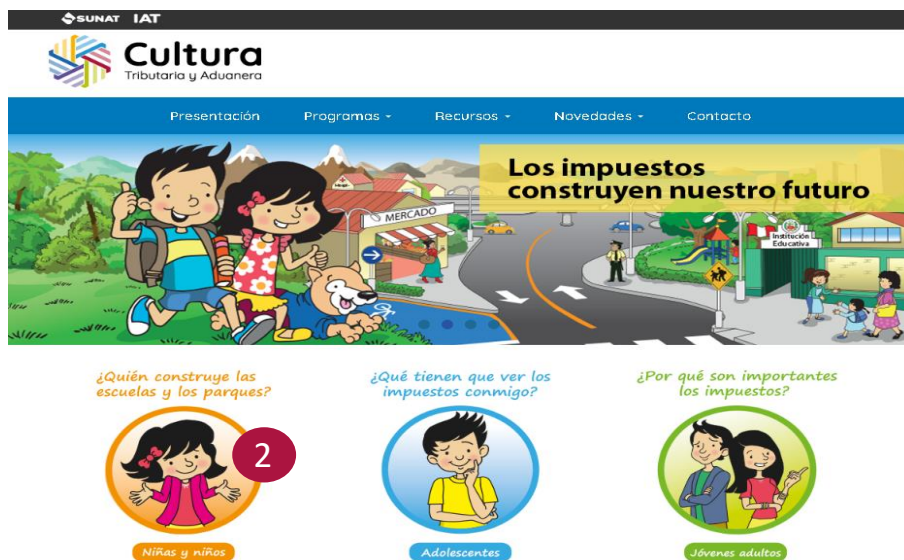 SUNAT IAT
Cultura
Tributaria y Aduanera
Presentación Programas Recursos Novedades Contacto
Los impuestos
construyen nuestro futuro
MERCADO
Institución
Educativa
¿Quién construye las
escuelas y los parques?
¿Qué tienen que ver los
impuestos conmigo?
¿Por qué son importantes
los impuestos?
2
Niñas y niños
Adolescentes
Jóvenes adultos